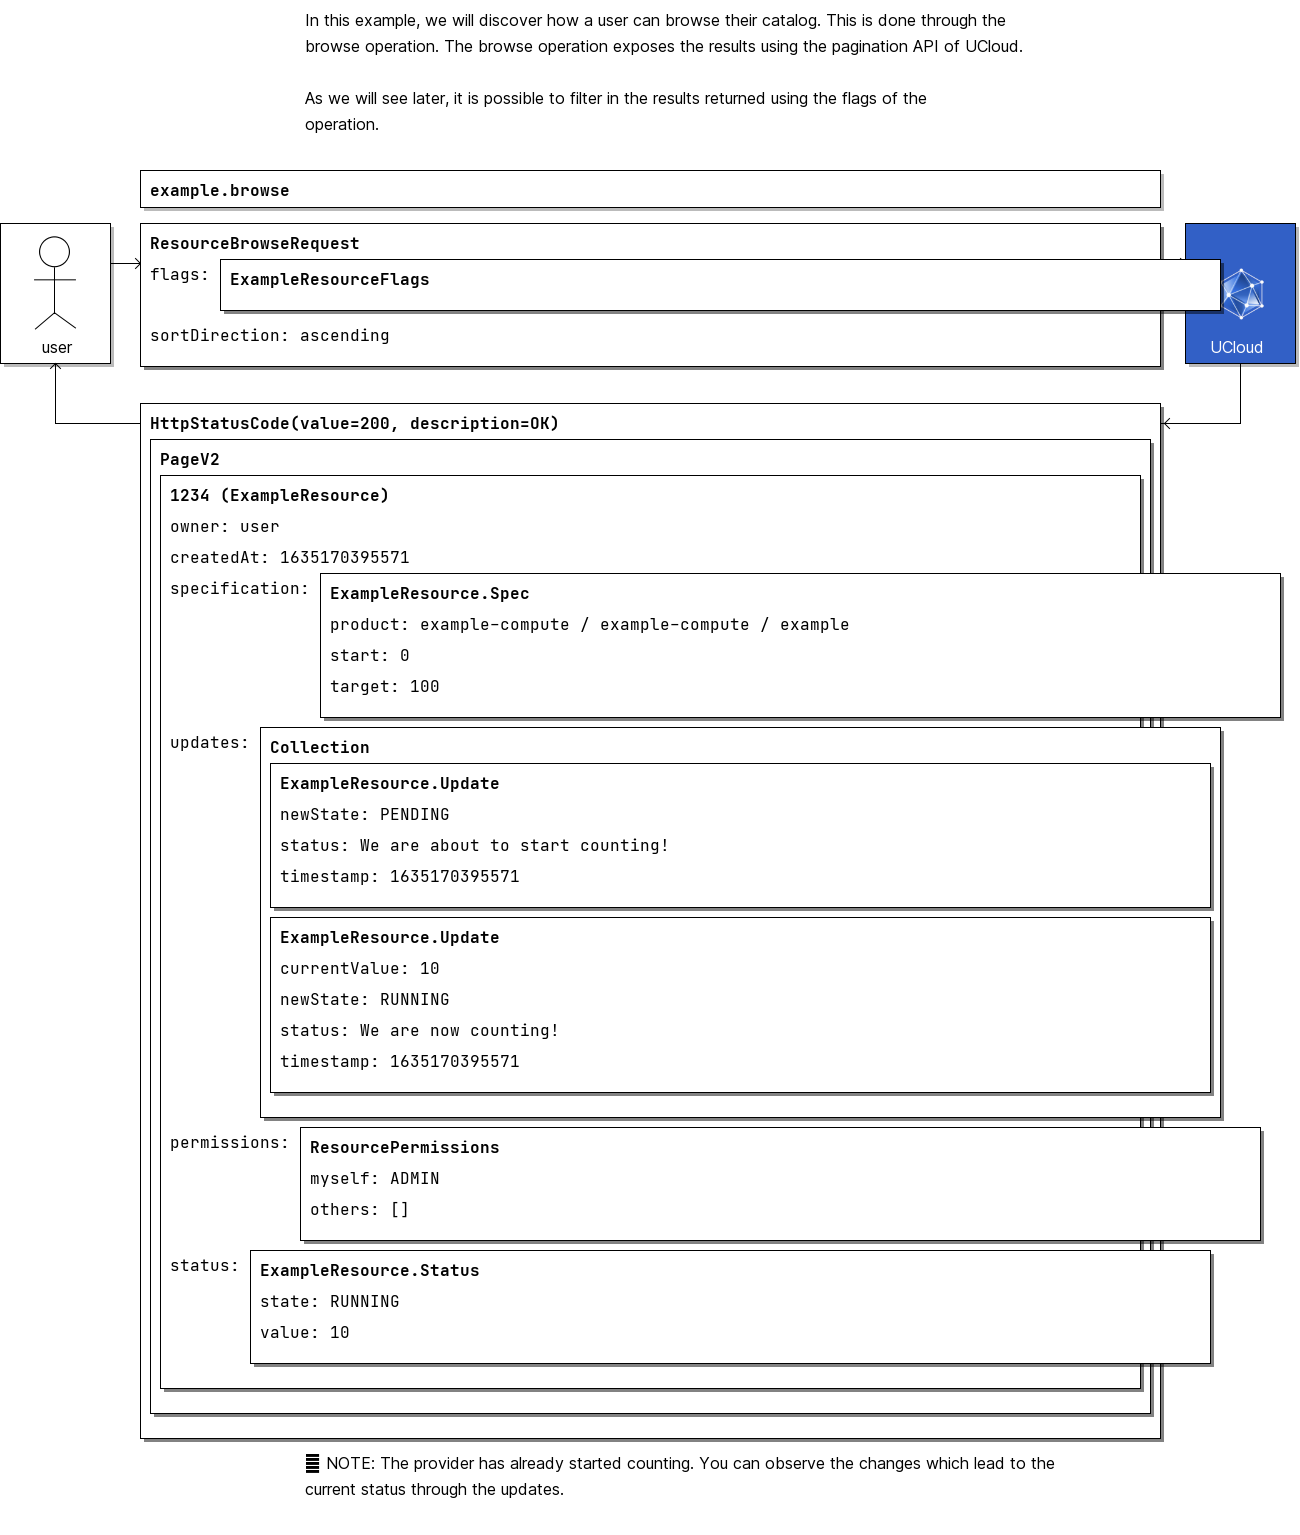 In this example, we will discover how a user can browse their catalog. This is done through the
browse operation. The browse operation exposes the results using the pagination API of UCloud.
As we will see later, it is possible to filter in the results returned using the flags of the
operation.
example.browse
ResourceBrowseRequest
flags:
ExampleResourceFlags
sortDirection: ascending
user
UCloud
HttpStatusCode(value=200, description=OK)
PageV2
1234 (ExampleResource)
owner: user
createdAt: 1635170395571
specification:
ExampleResource.Spec
product: example-compute / example-compute / example
start: 0
target: 100
updates:
Collection
ExampleResource.Update
newState: PENDING
status: We are about to start counting!
timestamp: 1635170395571
ExampleResource.Update
currentValue: 10
newState: RUNNING
status: We are now counting!
timestamp: 1635170395571
permissions:
ResourcePermissions
myself: ADMIN
others: []
status:
ExampleResource.Status
state: RUNNING
value: 10
NOTE: The provider has already started counting. You can observe the changes which lead to the
current status through the updates.